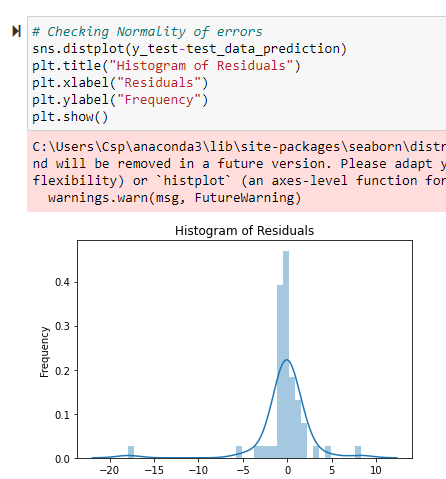 # Checking Normality of errors
sns.distplot(y_test-test_data_prediction)
plt.title("Histogram of Residuals")
plt.xlabel("Residuals")
plt.ylabel("Frequency")
plt.show()
C:\Users\Csp\anaconda3\lib\site-packages\seaborn\distr
nd will be removed in a future version. Please adapt y
flexibility) or `histplot` (an axes-level function for
warnings.warn(msg, FutureWarning)
Histogram of Residuals
Frequency
0.4
0.3
0.2
0.1
0.0
−20 −15 −10 −5 0 5 10